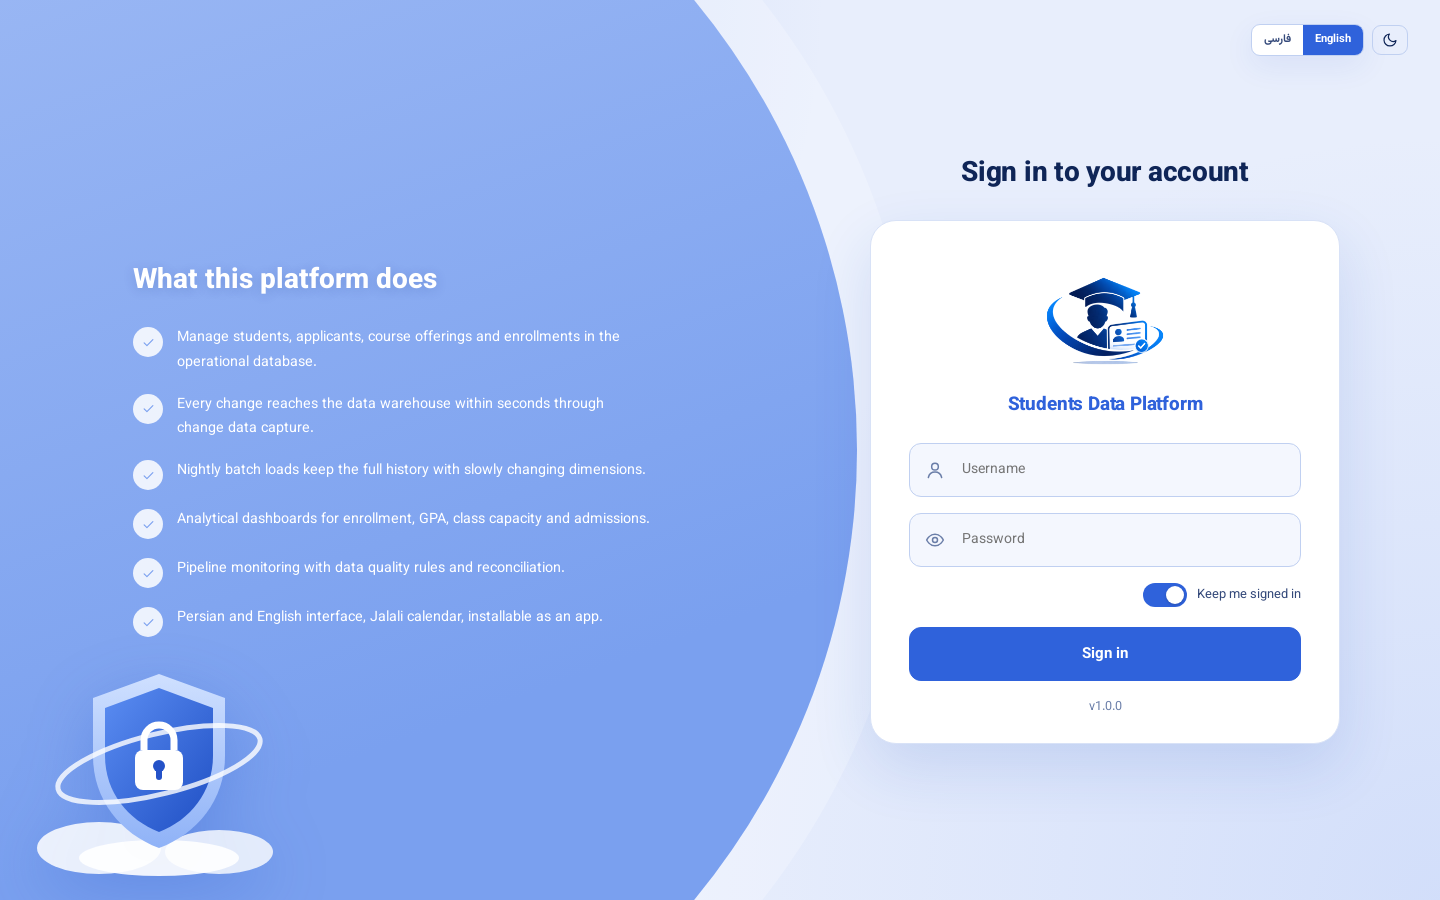 فارسی
English
Sign in to your account
What this platform does
Manage students, applicants, course offerings and enrollments in the
operational database.
Every change reaches the data warehouse within seconds through
change data capture.
Nightly batch loads keep the full history with slowly changing dimensions.
Analytical dashboards for enrollment, GPA, class capacity and admissions.
Pipeline monitoring with data quality rules and reconciliation.
Persian and English interface, Jalali calendar, installable as an app.
Students Data Platform
Username
Password
Keep me signed in
Sign in
v1.0.0